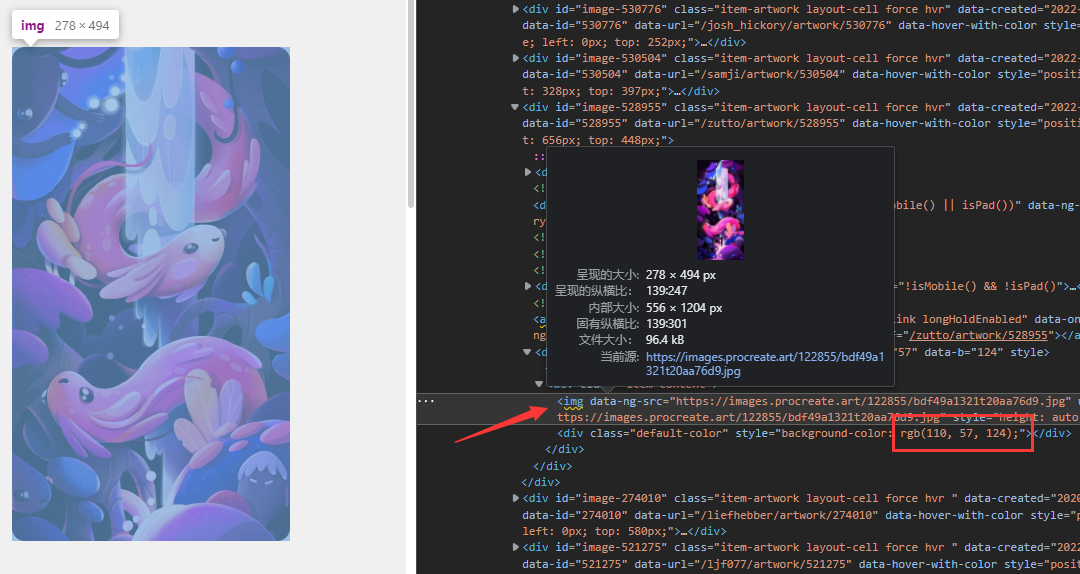 img 278 × 494
▶<div id="image-530776" class="item-artwork layout-cell force hvr" data-created="2022-
data-id="530776" data-url="/josh_hickory/artwork/530776" data-hover-with-color style=
e; left: 0px; top: 252px;">…</div>
▶<div id="image-530504" class="item-artwork layout-cell force hvr" data-created="2022-
data-id="530504" data-url="/samji/artwork/530504" data-hover-with-color style="posit
t: 328px; top: 397px;">…</div>
▼<div id="image-528955" class="item-artwork layout-cell force hvr" data-created="2022-
data-id="528955" data-url="/zutto/artwork/528955" data-hover-with-color style="posit
t: 656px; top: 448px;">
::
▶<d
<!
<d bile() || isPad())" data-ng-
ry
<!
<!
<!
▶<d ="!isMobile() && !isPad()">…<
<!
<a ink longHoldEnabled" data-on
ng f="/zutto/artwork/528955"></a
▼<d "57" data-b="124" style>
呈现的大小: 278 × 494 px
呈现的纵横比: 139∶247
内部大小: 556 × 1204 px
固有纵横比: 139∶301
文件大小: 96.4 kB
当前源: https://images.procreate.art/122855/bdf49a1
321t20aa76d9.jpg
… <img data-ng-src="https://images.procreate.art/122855/bdf49a1321t20aa76d9.jpg"
ttps://images.procreate.art/122855/bdf49a1321t20aa76d9.jpg" style="height: auto
<div class="default-color" style="background-color: rgb(110, 57, 124);"></div>
</div>
</div>
</div>
▶<div id="image-274010" class="item-artwork layout-cell force hvr " data-created="2020
data-id="274010" data-url="/liefhebber/artwork/274010" data-hover-with-color style="p
left: 0px; top: 580px;">…</div>
▶<div id="image-521275" class="item-artwork layout-cell force hvr " data-created="2022
data-id="521275" data-url="/ljf077/artwork/521275" data-hover-with-color style="posit